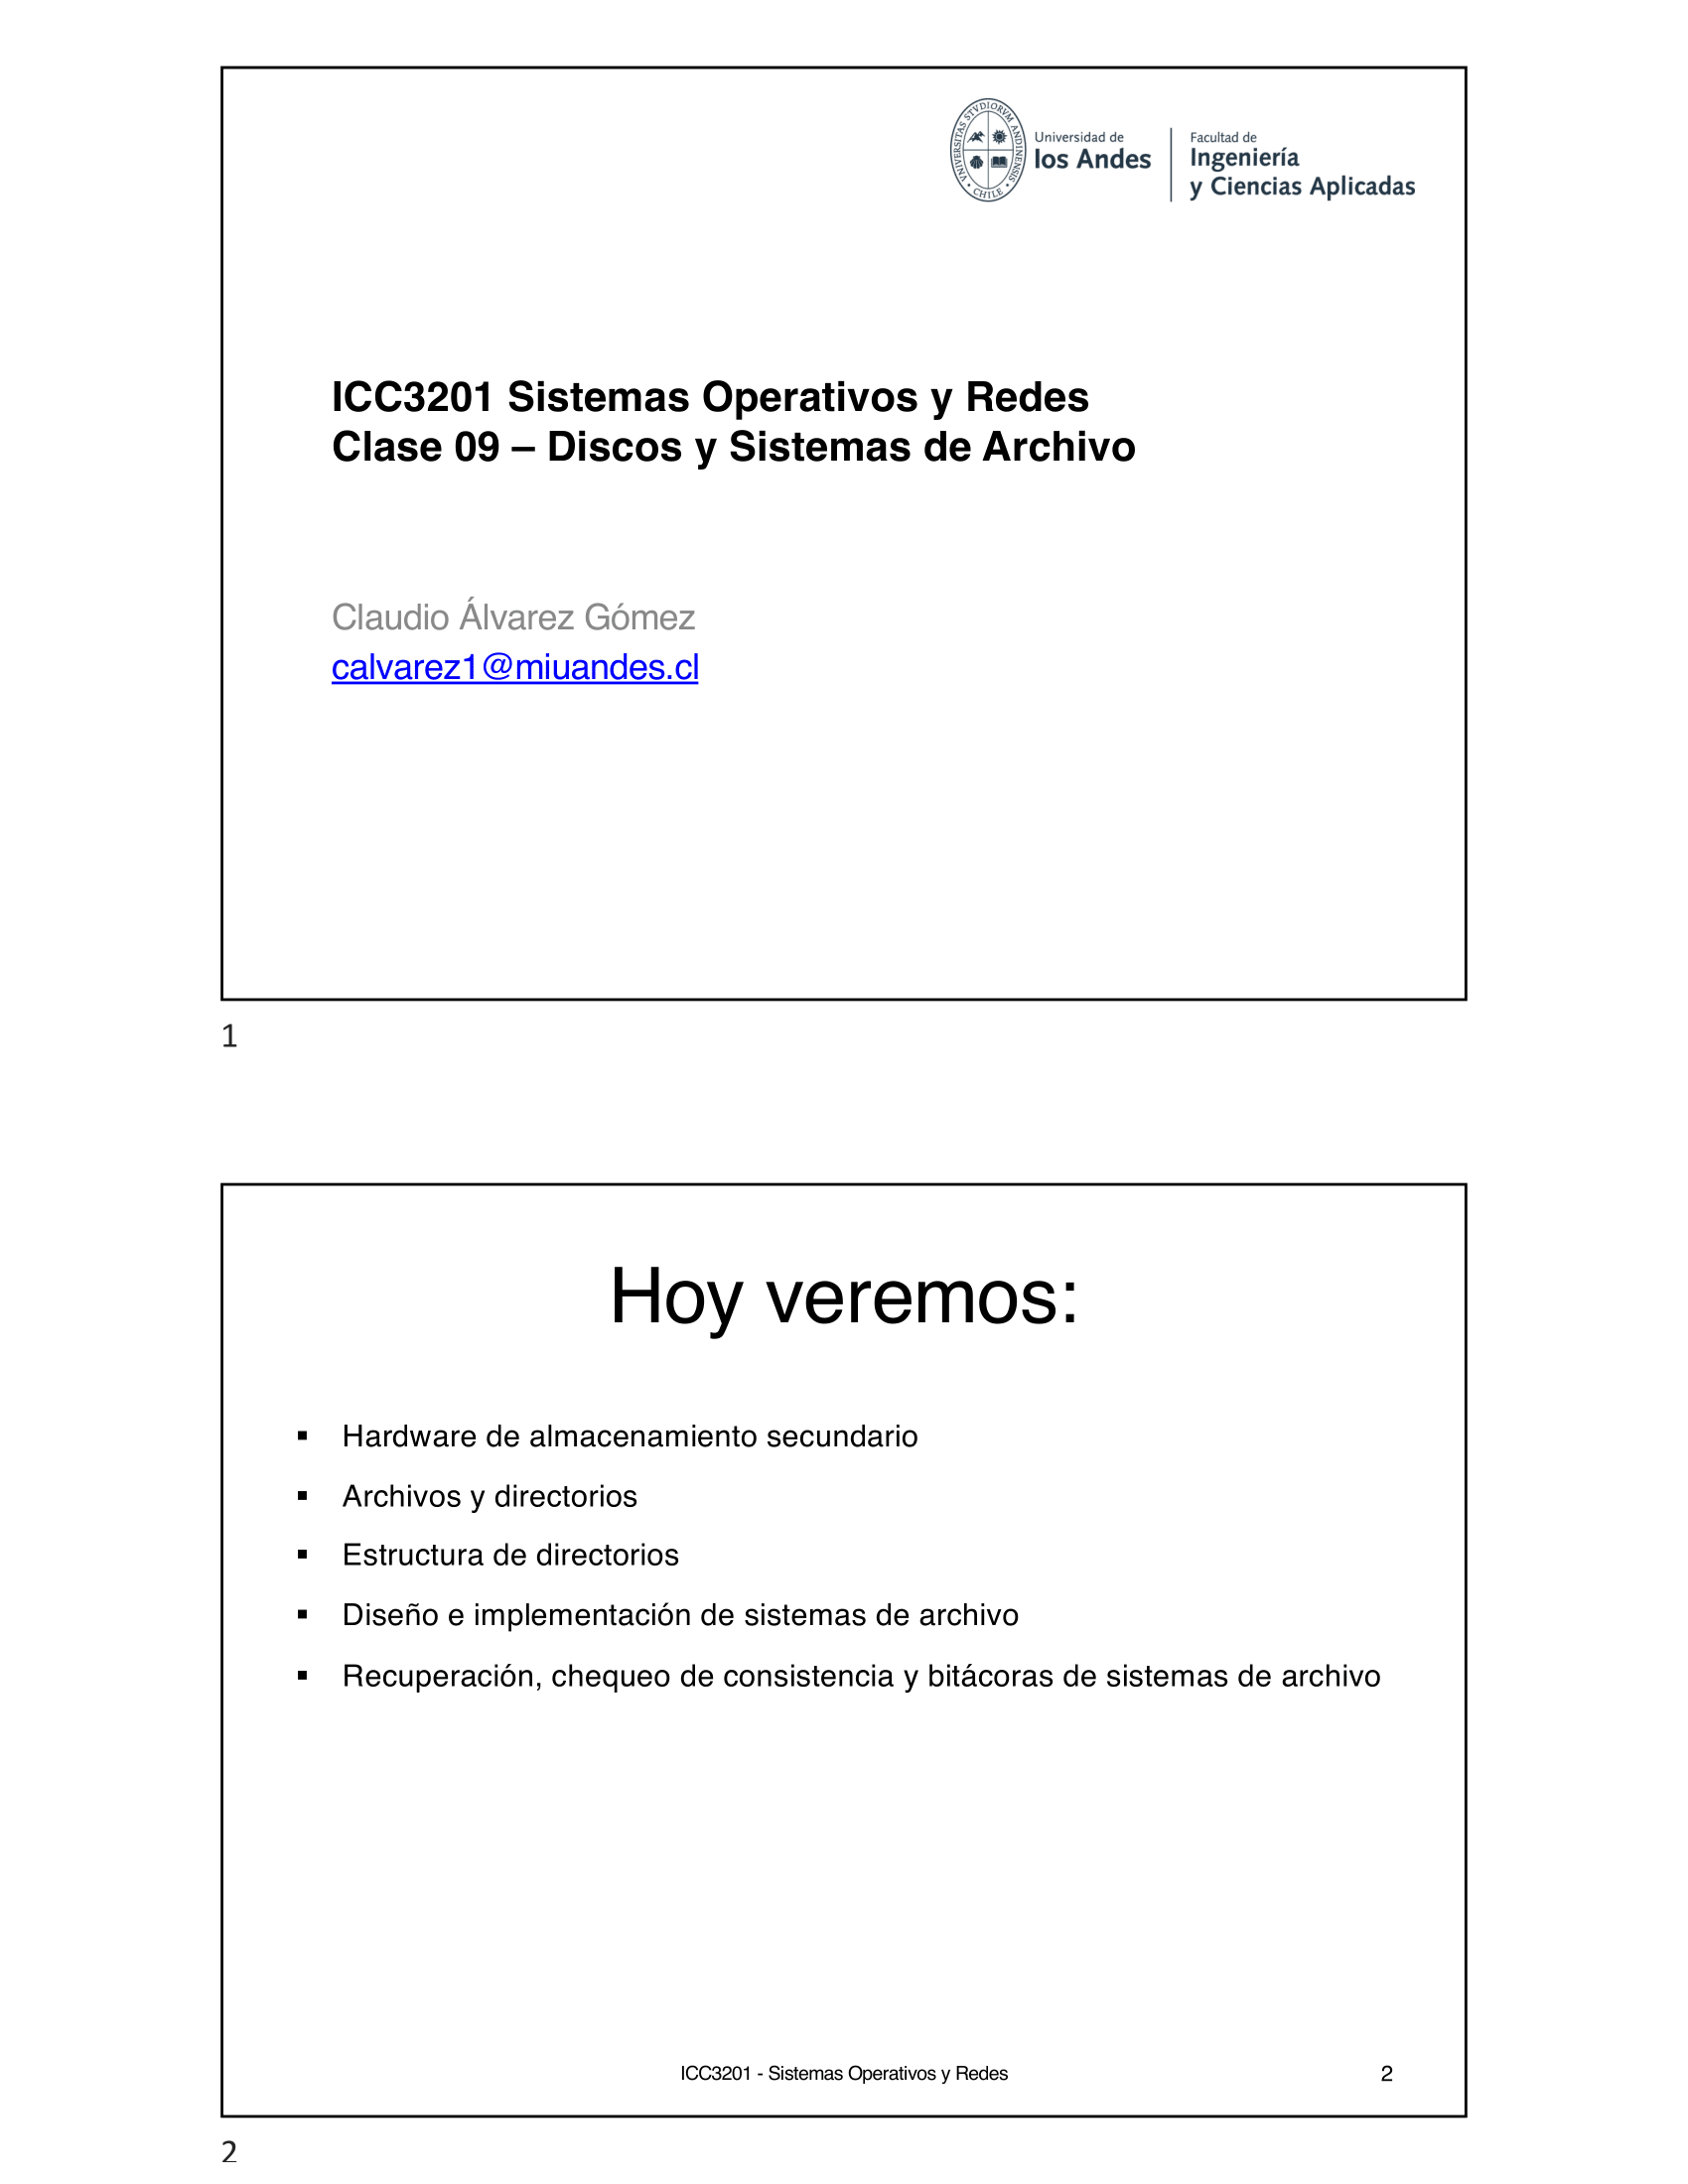 VNIVERSITAS STVDIORVM ANDINENSIS • CHILE •
Universidad de
los Andes
Facultad de
Ingeniería
y Ciencias Aplicadas
ICC3201 Sistemas Operativos y Redes
Clase 09 – Discos y Sistemas de Archivo
Claudio Álvarez Gómez
calvarez1@miuandes.cl
1
Hoy veremos:
▪ Hardware de almacenamiento secundario
▪ Archivos y directorios
▪ Estructura de directorios
▪ Diseño e implementación de sistemas de archivo
▪ Recuperación, chequeo de consistencia y bitácoras de sistemas de archivo
ICC3201 - Sistemas Operativos y Redes
2
2